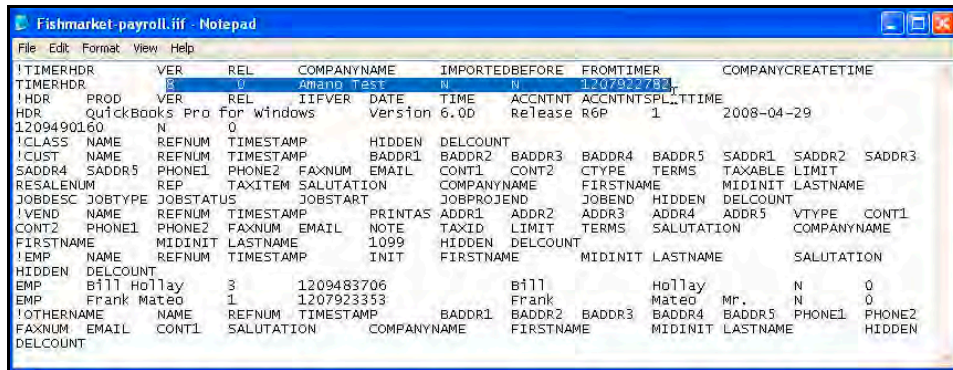 Fishmarket-payroll.iif - Notepad
File Edit Format View Help
!TIMERHDR VER REL COMPANYNAME IMPORTEDBEFORE FROMTIMER COMPANYCREATETIME
TIMERHDR 8 0 Amano Test N N 1207922782
!HDR PROD VER REL IIFVER DATE TIME ACCNTNT ACCNTNTSPLITTIME
HDR QuickBooks Pro for Windows Version 6.0D Release R6P 1 2008-04-29
1209490160 N 0
!CLASS NAME REFNUM TIMESTAMP HIDDEN DELCOUNT
!CUST NAME REFNUM TIMESTAMP BADDR1 BADDR2 BADDR3 BADDR4 BADDR5 SADDR1 SADDR2 SADDR3
SADDR4 SADDR5 PHONE1 PHONE2 FAXNUM EMAIL CONT1 CONT2 CTYPE TERMS TAXABLE LIMIT
RESALENUM REP TAXITEM SALUTATION COMPANYNAME FIRSTNAME MIDINIT LASTNAME
JOBDESC JOBTYPE JOBSTATUS JOBSTART JOBPROJEND JOBEND HIDDEN DELCOUNT
!VEND NAME REFNUM TIMESTAMP PRINTAS ADDR1 ADDR2 ADDR3 ADDR4 ADDR5 VTYPE CONT1
CONT2 PHONE1 PHONE2 FAXNUM EMAIL NOTE TAXID LIMIT TERMS SALUTATION COMPANYNAME
FIRSTNAME MIDINIT LASTNAME 1099 HIDDEN DELCOUNT
!EMP NAME REFNUM TIMESTAMP INIT FIRSTNAME MIDINIT LASTNAME SALUTATION
HIDDEN DELCOUNT
EMP Bill Hollay 3 1209483706 Bill Hollay N 0
EMP Frank Mateo 1 1207923353 Frank Mateo Mr. N 0
!OTHERNAME NAME REFNUM TIMESTAMP BADDR1 BADDR2 BADDR3 BADDR4 BADDR5 PHONE1 PHONE2
FAXNUM EMAIL CONT1 SALUTATION COMPANYNAME FIRSTNAME MIDINIT LASTNAME HIDDEN
DELCOUNT